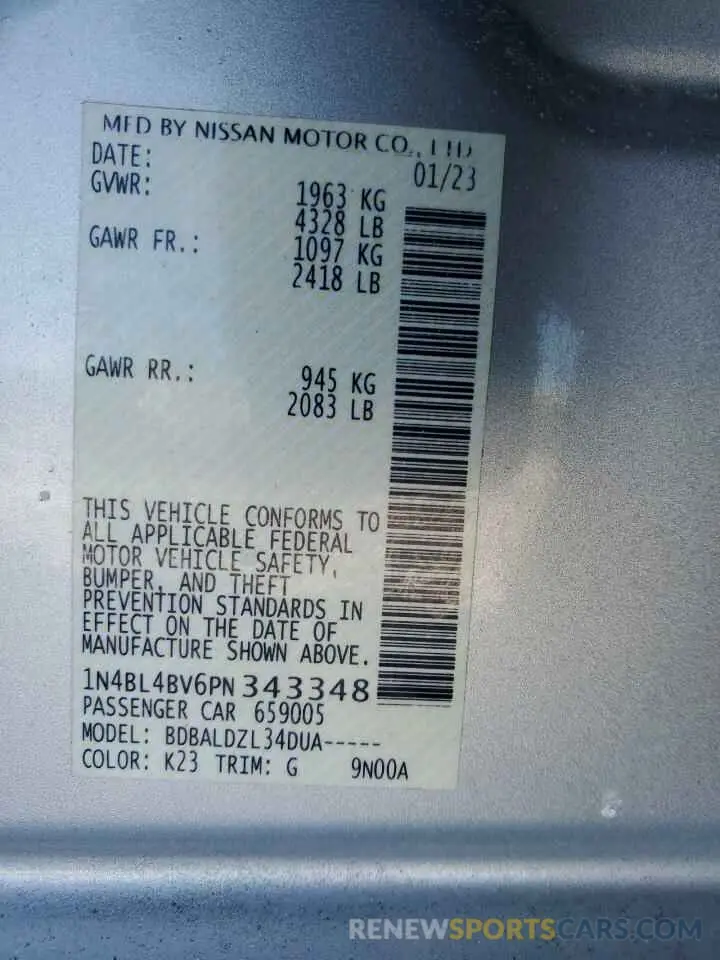 MFD BY NISSAN MOTOR CO., LTD
DATE: 01/23
GVWR: 1963 KG
4328 LB
GAWR FR.: 1097 KG
2418 LB
GAWR RR.: 945 KG
2083 LB
THIS VEHICLE CONFORMS TO
ALL APPLICABLE FEDERAL
MOTOR VEHICLE SAFETY,
BUMPER, AND THEFT
PREVENTION STANDARDS IN
EFFECT ON THE DATE OF
MANUFACTURE SHOWN ABOVE.
1N4BL4BV6PN343348
PASSENGER CAR 659005
MODEL: BDBALDZL34DUA-----
COLOR: K23 TRIM: G 9N00A
RENEWSPORTSCARS.COM